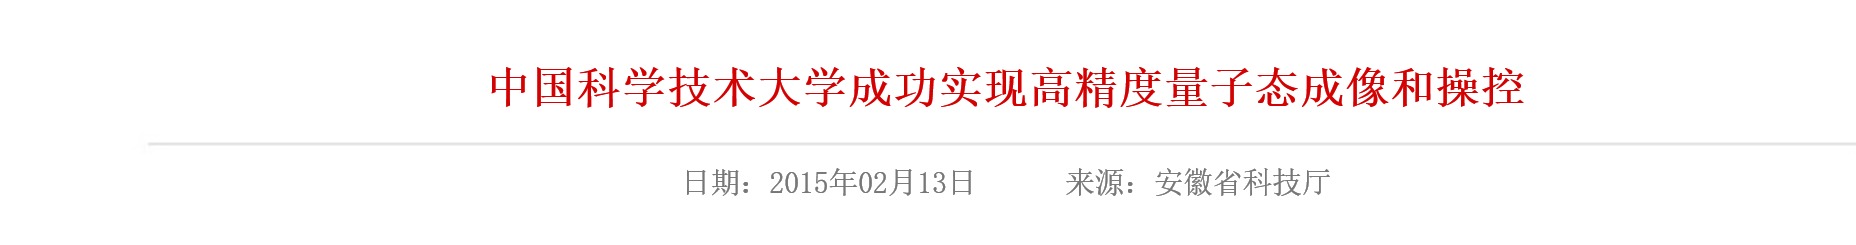 中国科学技术大学成功实现高精度量子态成像和操控
日期：2015年02月13日 来源：安徽省科技厅